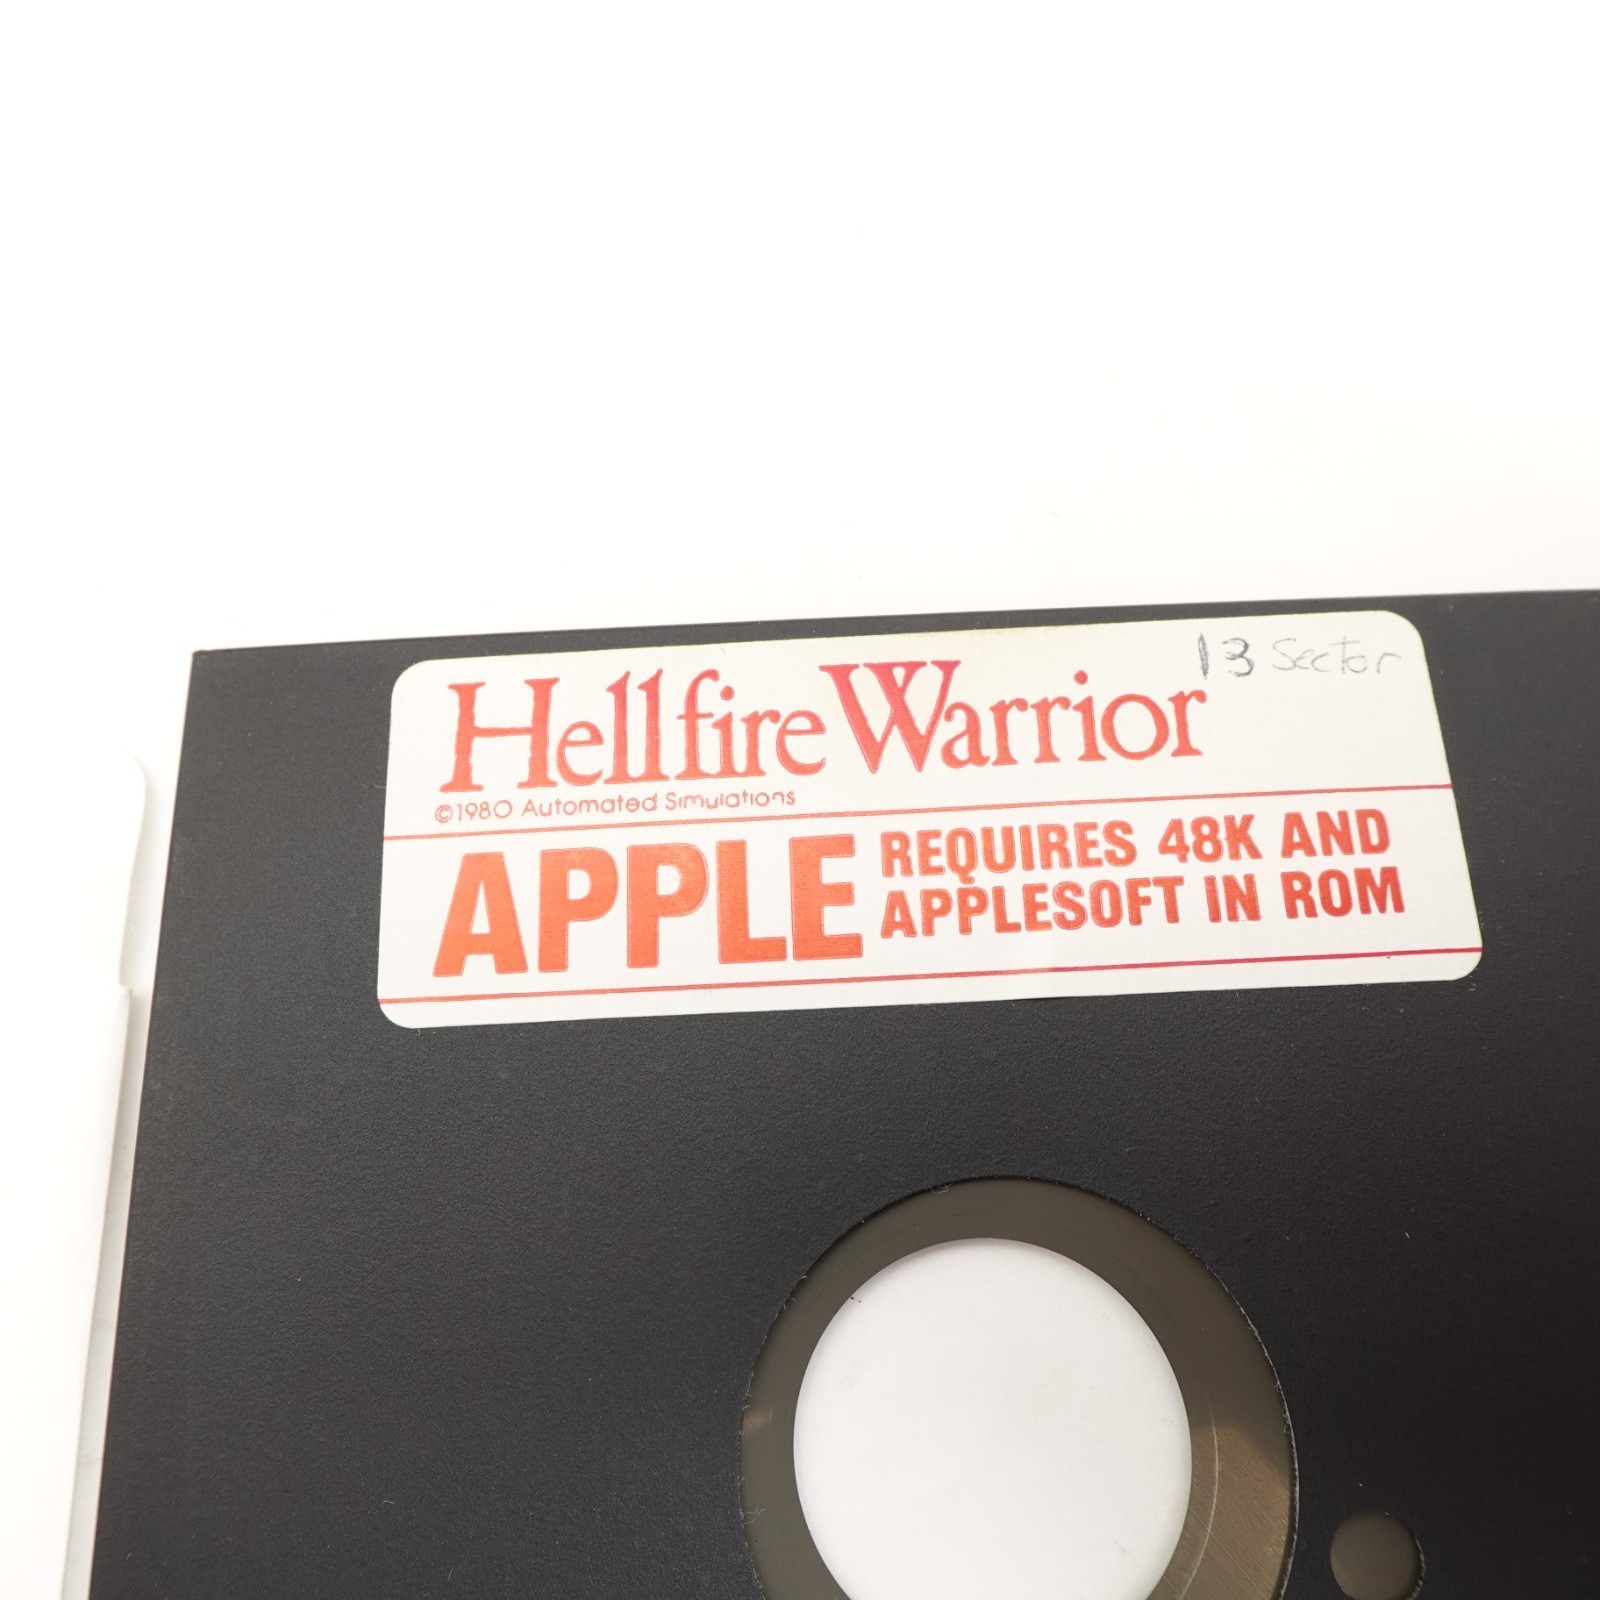 Hellfire Warrior
13 Sector
©1980 Automated Simulations
APPLE
REQUIRES 48K AND
APPLESOFT IN ROM